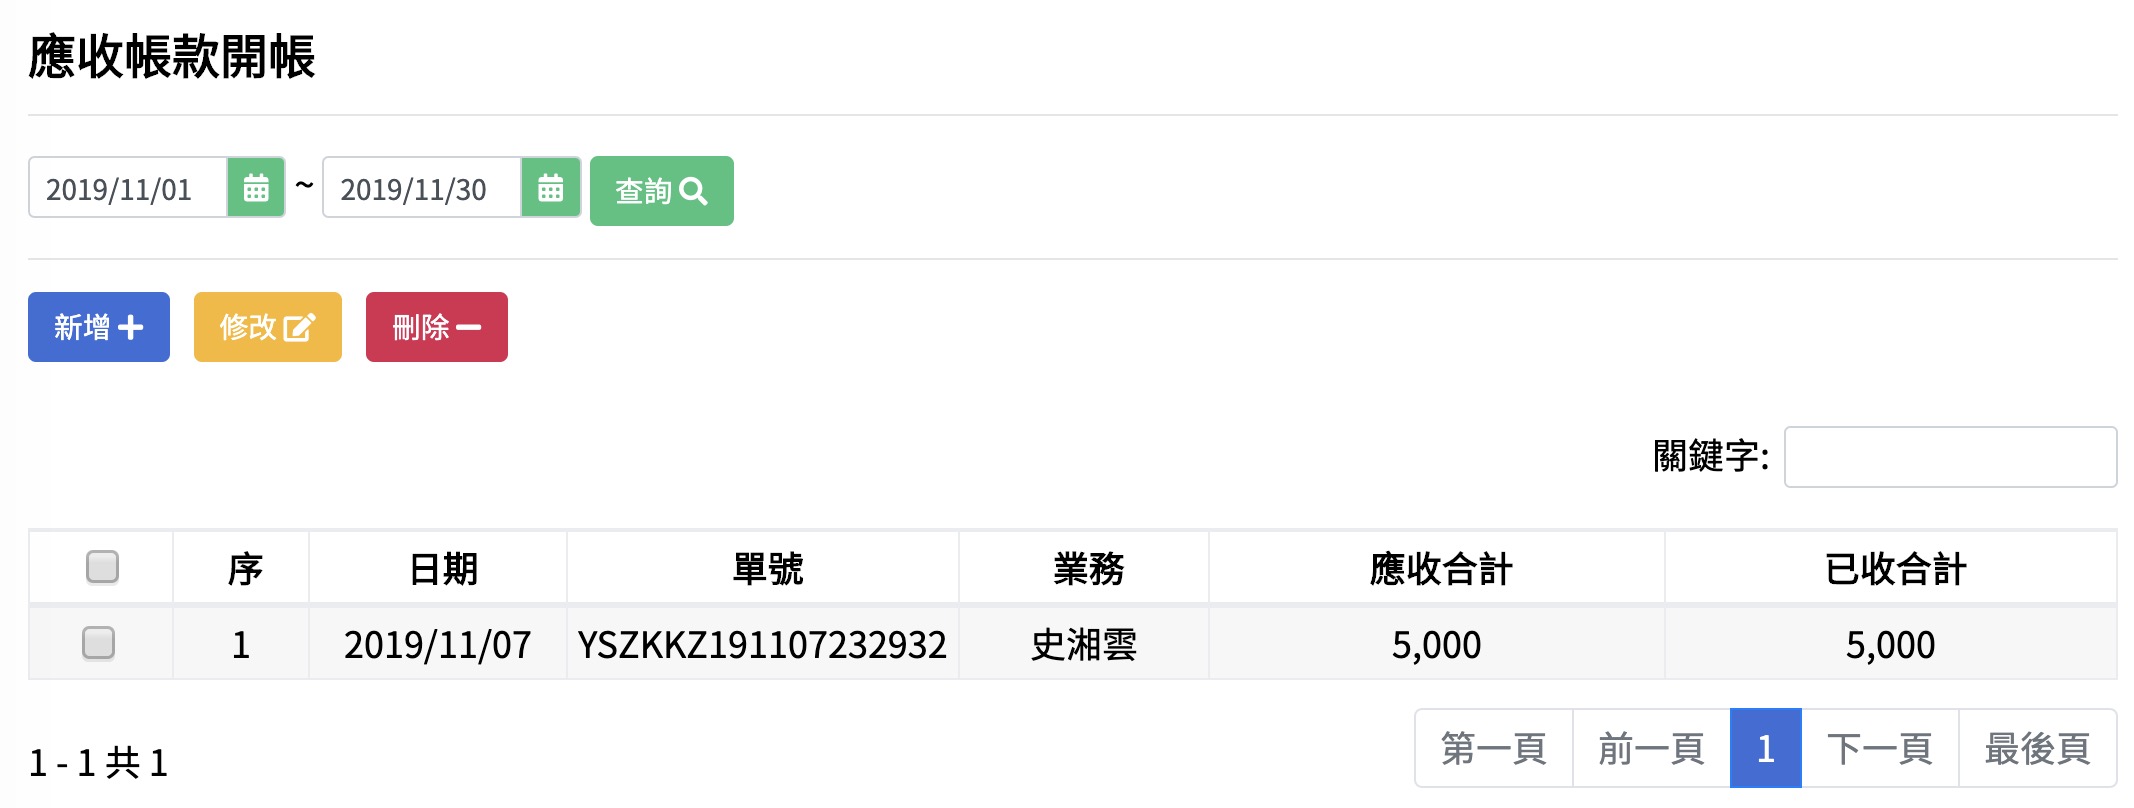 應收帳款開帳
2019/11/01 ~ 2019/11/30 查詢
新增 修改 刪除
關鍵字:
序 日期 單號 業務 應收合計 已收合計
1 2019/11/07 YSZKKZ191107232932 史湘雲 5,000 5,000
1 - 1 共 1 第一頁 前一頁 1 下一頁 最後頁